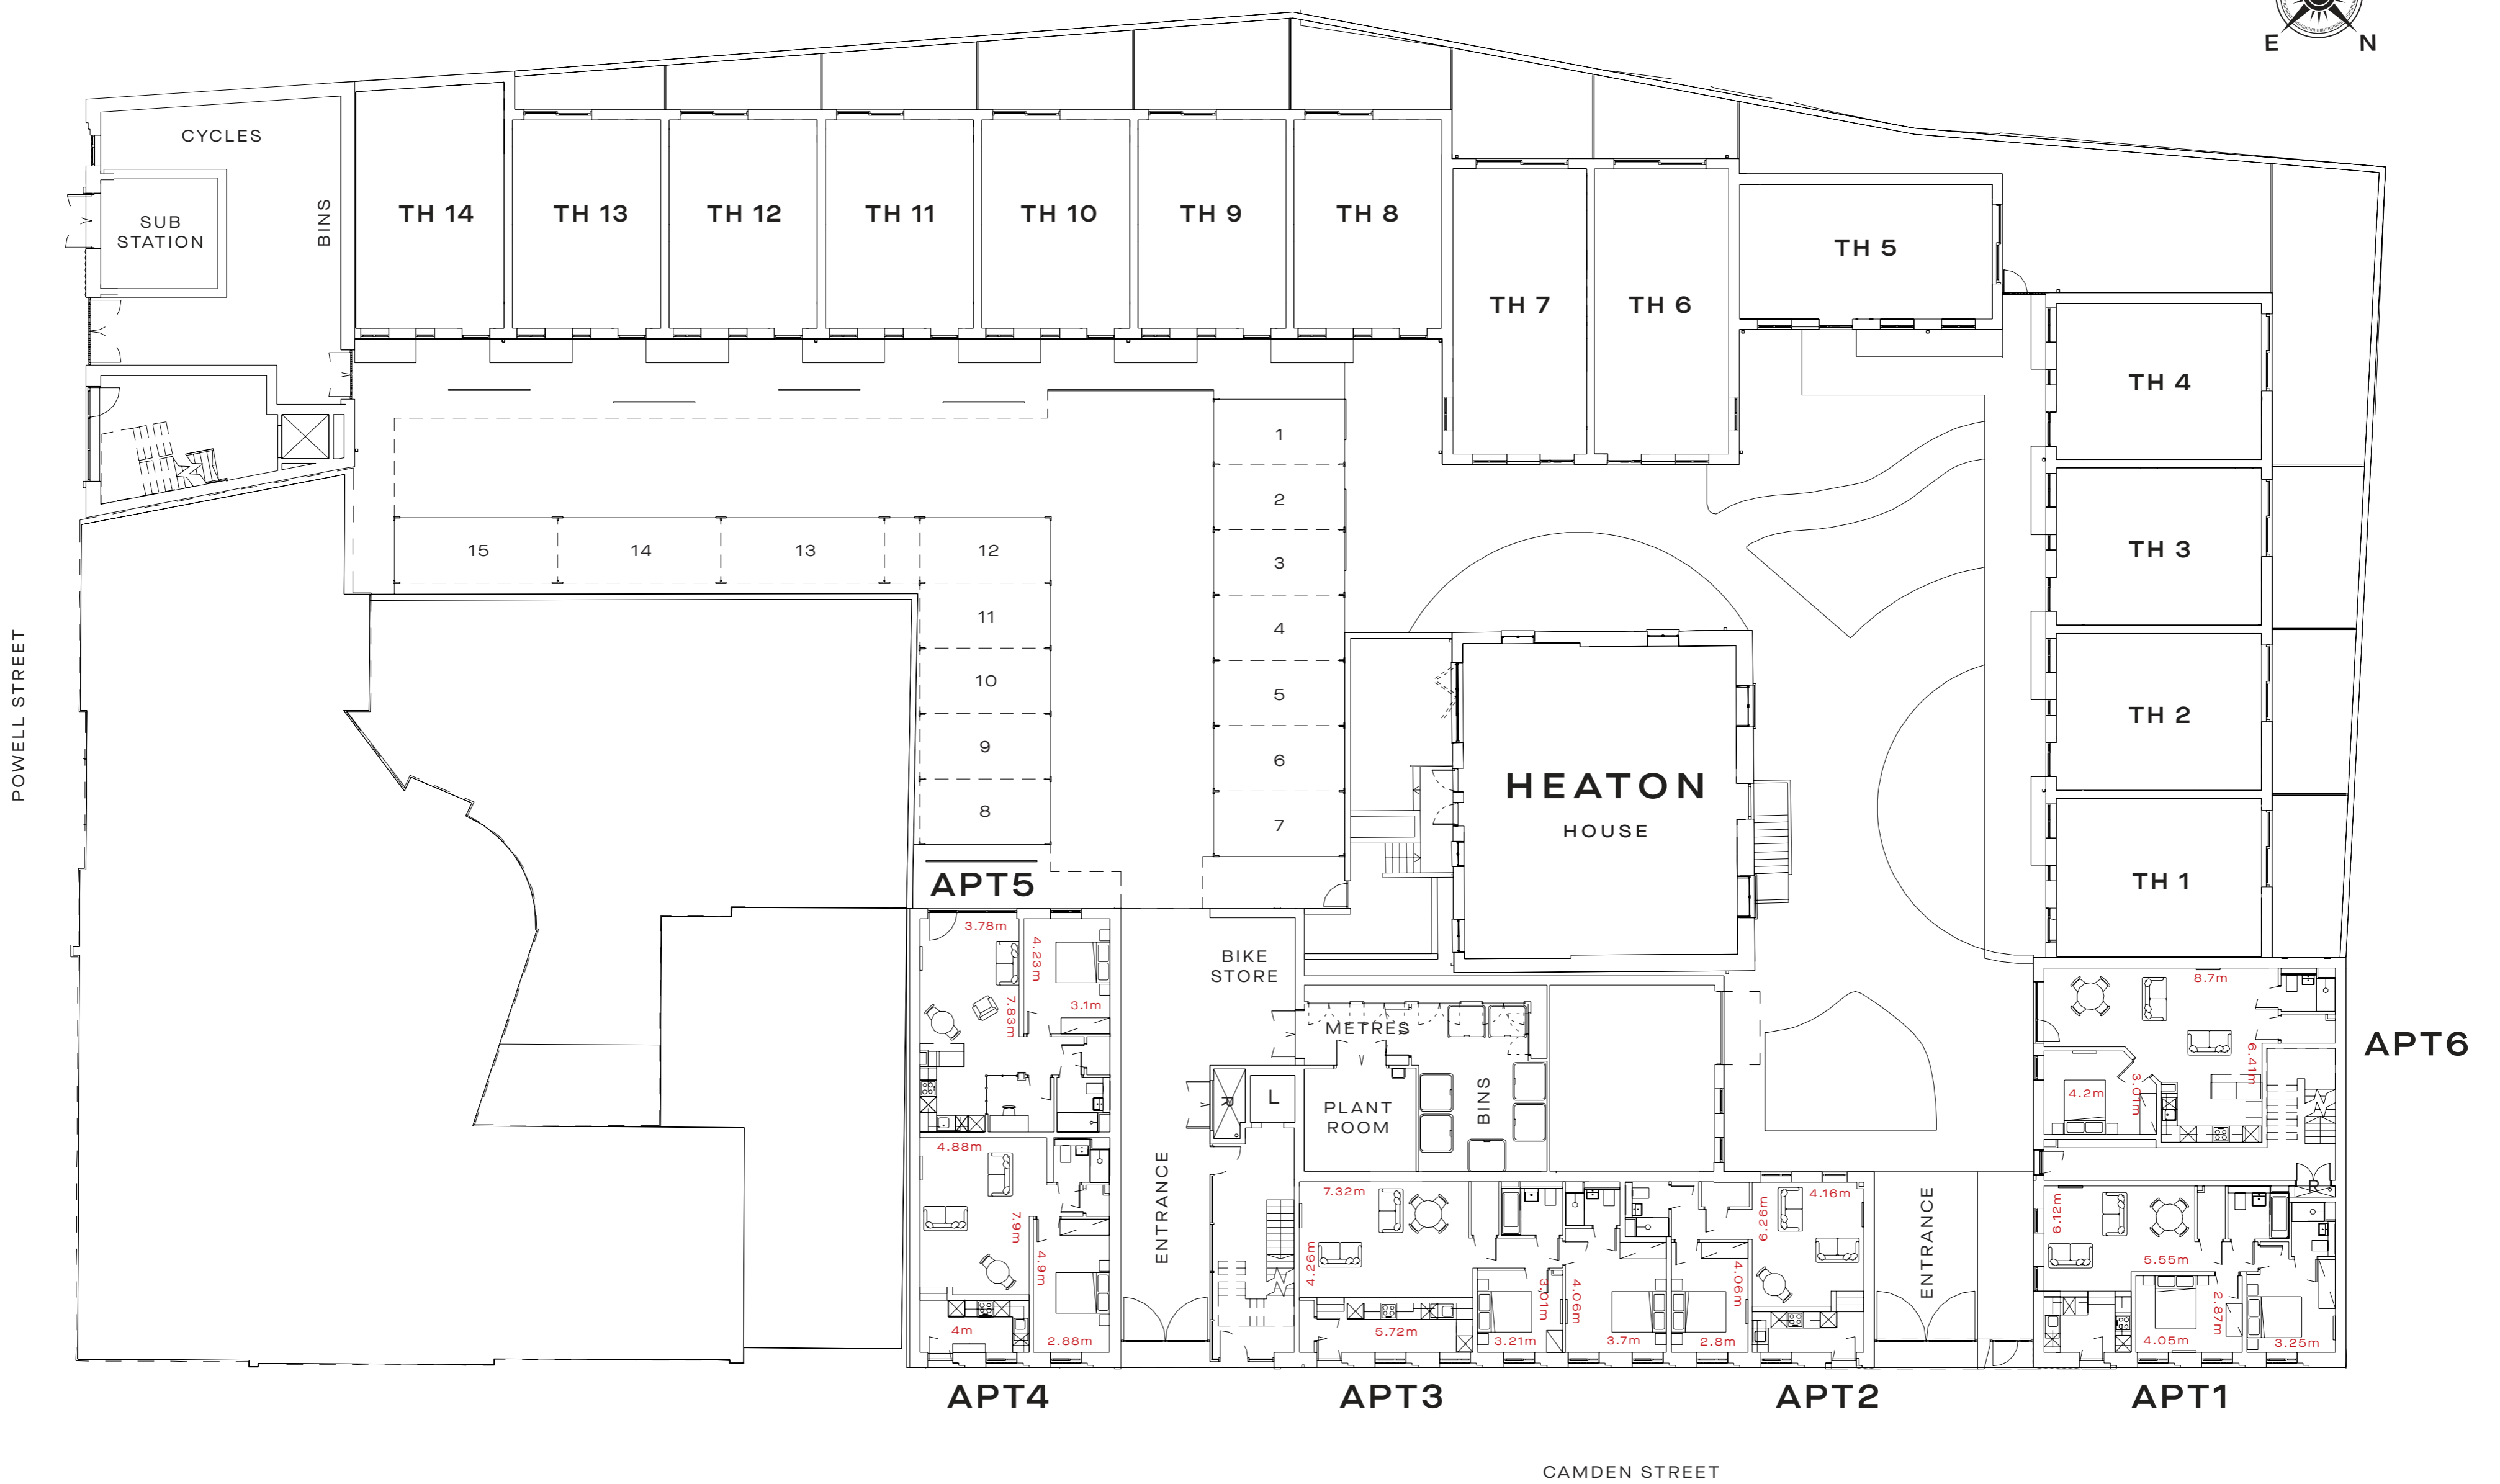 E
N
CYCLES
SUB
STATION
BINS
TH 14
TH 13
TH 12
TH 11
TH 10
TH 9
TH 8
TH 7
TH 6
TH 5
TH 4
TH 3
TH 2
TH 1
1
2
3
4
5
6
7
15
14
13
12
11
10
9
8
POWELL STREET
HEATON
HOUSE
APT5
3.78m
4.23m
7.83m
3.1m
BIKE
STORE
METRES
PLANT
ROOM
BINS
R
L
ENTRANCE
4.88m
7.9m
4.9m
4m
2.88m
7.32m
4.26m
5.72m
3.01m
3.21m
4.06m
3.7m
4.06m
2.8m
6.26m
4.16m
ENTRANCE
8.7m
6.41m
4.2m
3.01m
APT6
R
6.12m
5.55m
2.87m
4.05m
3.25m
APT4
APT3
APT2
APT1
CAMDEN STREET